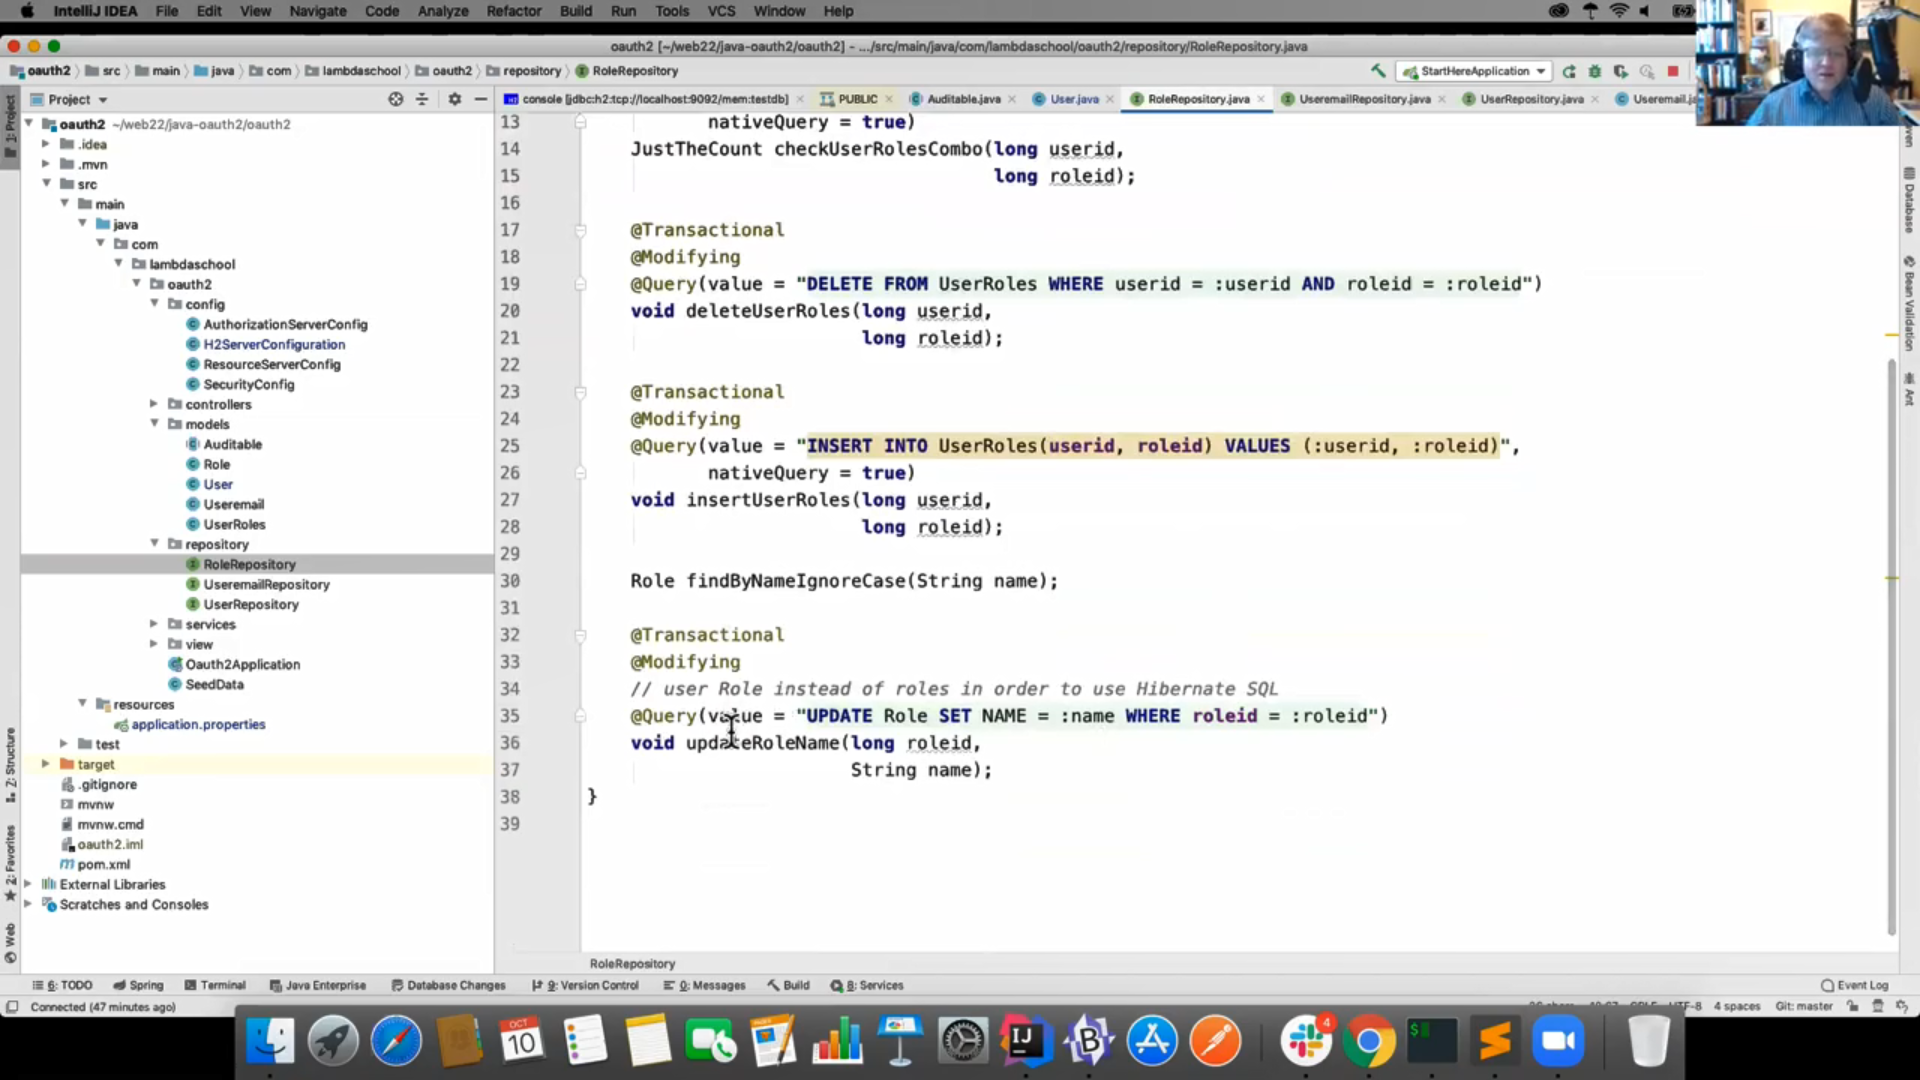 IntelliJ IDEA File Edit View Navigate Code Analyze Refactor Build Run Tools VCS Window Help
oauth2 [~/web22/java-oauth2/oauth2] - .../src/main/java/com/lambdaschool/oauth2/repository/RoleRepository.java
oauth2 src main java com lambdaschool oauth2 repository RoleRepository
StartHereApplication
Project
console [jdbc:h2:tcp://localhost:9092/mem:testdb] PUBLIC Auditable.java User.java RoleRepository.java UseremailRepository.java UserRepository.java
1: Project
oauth2 ~/web22/java-oauth2/oauth2
.idea
.mvn
src
main
java
com
lambdaschool
oauth2
config
AuthorizationServerConfig
H2ServerConfiguration
ResourceServerConfig
SecurityConfig
controllers
models
Auditable
Role
User
Useremail
UserRoles
repository
RoleRepository
UseremailRepository
UserRepository
services
view
Oauth2Application
SeedData
resources
application.properties
test
target
.gitignore
mvnw
mvnw.cmd
oauth2.iml
pom.xml
External Libraries
Scratches and Consoles
Z: Structure
2: Favorites
Web
13 nativeQuery = true)
14 JustTheCount checkUserRolesCombo(long userid,
15 long roleid);
16
17 @Transactional
18 @Modifying
19 @Query(value = "DELETE FROM UserRoles WHERE userid = :userid AND roleid = :roleid")
20 void deleteUserRoles(long userid,
21 long roleid);
22
23 @Transactional
24 @Modifying
25 @Query(value = "INSERT INTO UserRoles(userid, roleid) VALUES (:userid, :roleid)",
26 nativeQuery = true)
27 void insertUserRoles(long userid,
28 long roleid);
29
30 Role findByNameIgnoreCase(String name);
31
32 @Transactional
33 @Modifying
34 // user Role instead of roles in order to use Hibernate SQL
35 @Query(value = "UPDATE Role SET NAME = :name WHERE roleid = :roleid")
36 void updateRoleName(long roleid,
37 String name);
38 }
39
Database
Bean Validation
Ant
RoleRepository
6: TODO Spring Terminal Java Enterprise Database Changes 9: Version Control 0: Messages Build 8: Services Event Log
Connected (47 minutes ago)
4 spaces Git: master
OCT
10
IJ
B
4
$